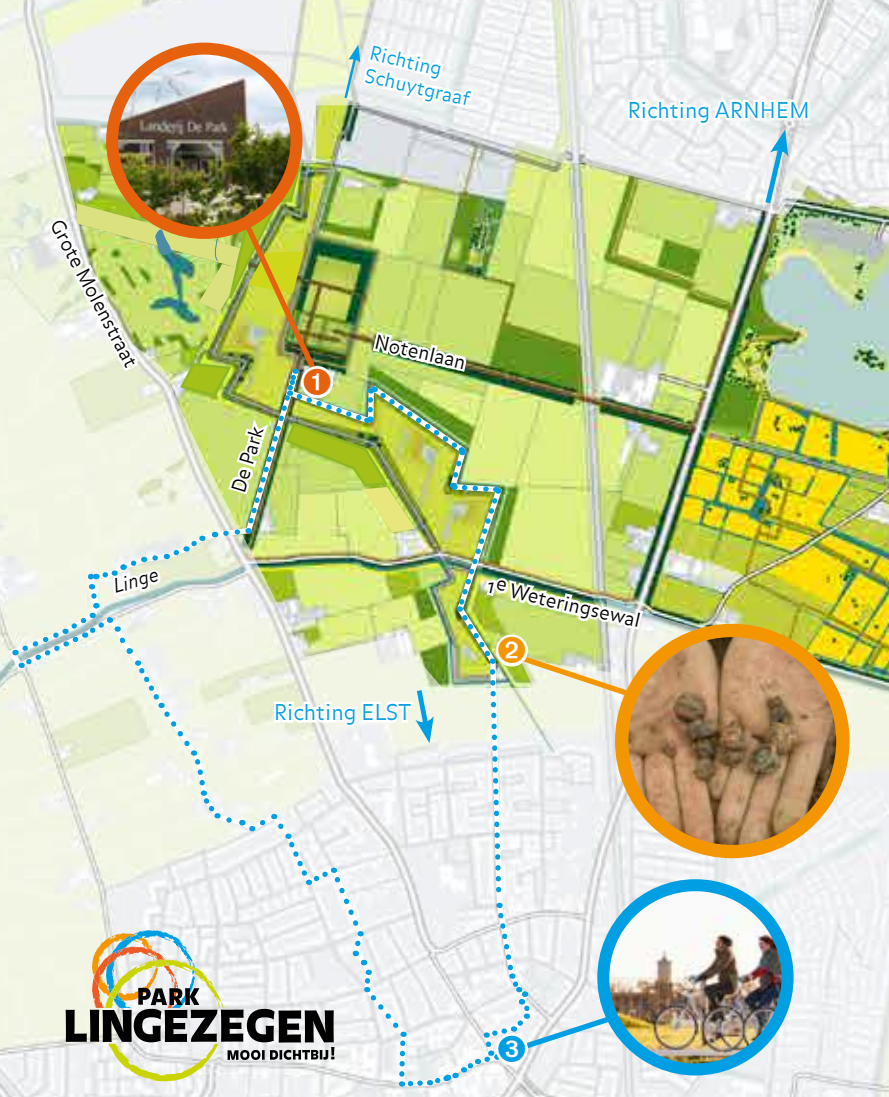 Richting
Schuytgraaf
Richting ARNHEM
Landerij De Park
Grote Molenstraat
Notenlaan
1
De Park
Linge
1e Weteringsewal
2
Richting ELST
3
PARK
LINGEZEGEN
MOOI DICHTBIJ!